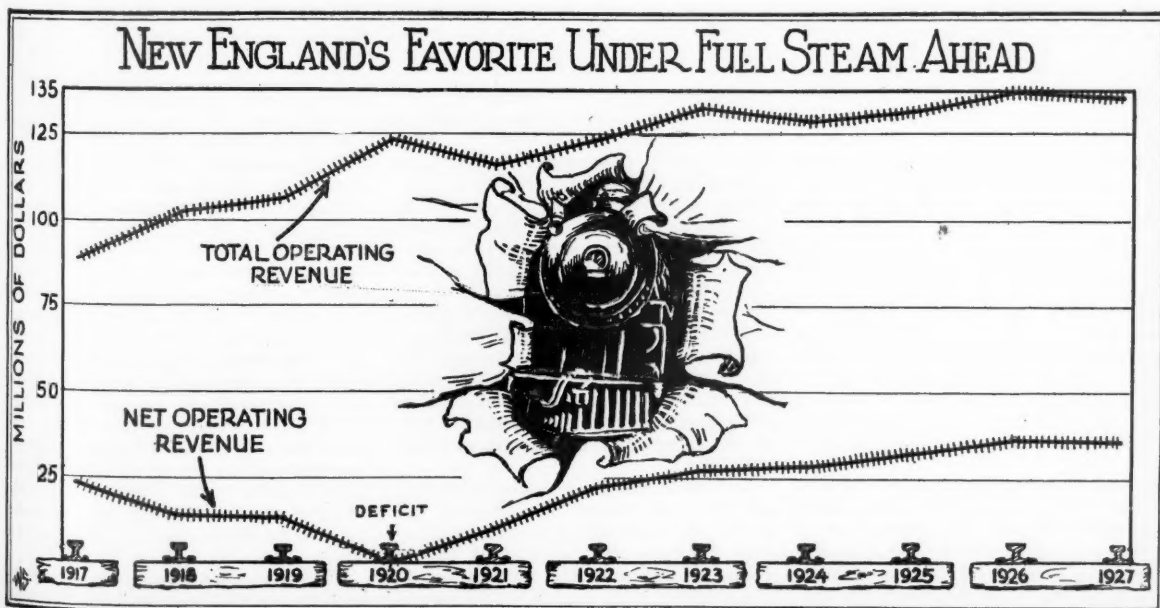 NEW ENGLAND'S FAVORITE UNDER FULL STEAM AHEAD
MILLIONS OF DOLLARS
135
125
100
75
50
25
TOTAL OPERATING
REVENUE
NET OPERATING
REVENUE
DEFICIT
1917 1918 1919 1920 1921 1922 1923 1924 1925 1926 1927